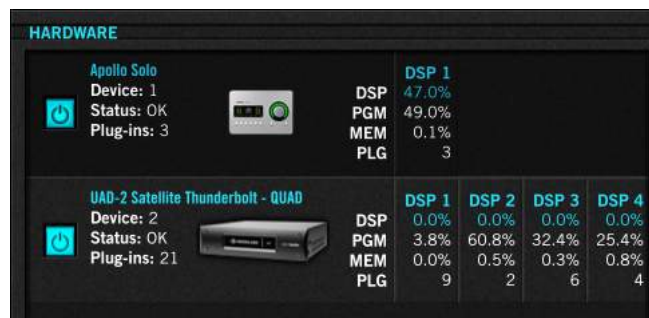 HARDWARE
Apollo Solo
Device: 1
Status: OK
Plug-ins: 3
DSP 1
DSP 47.0%
PGM 49.0%
MEM 0.1%
PLG 3
UAD-2 Satellite Thunderbolt - QUAD
Device: 2
Status: OK
Plug-ins: 21
DSP 1 DSP 2 DSP 3 DSP 4
DSP 0.0% 0.0% 0.0% 0.0%
PGM 3.8% 60.8% 32.4% 25.4%
MEM 0.0% 0.5% 0.3% 0.8%
PLG 9 2 6 4